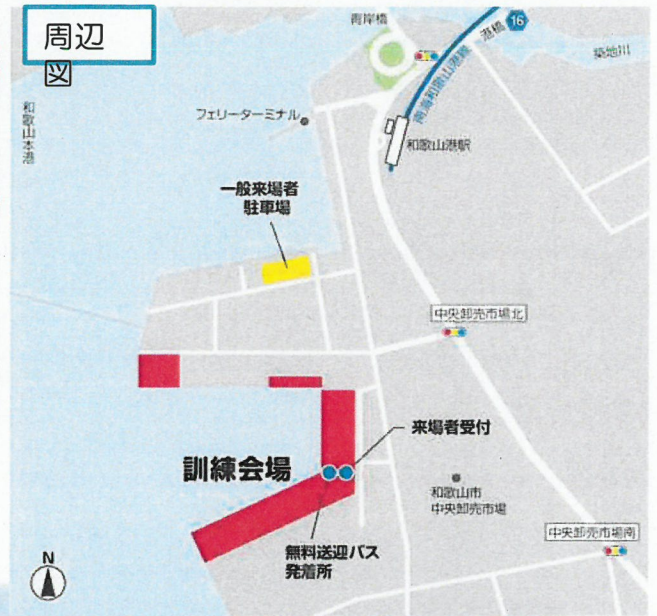 周辺
図
青岸橋
港橋
16
築地川
南海和歌山港線
和歌山本港
フェリーターミナル
和歌山港駅
一般来場者
駐車場
中央卸売市場北
来場者受付
訓練会場
和歌山市
中央卸売市場
無料送迎バス
発着所
中央卸売市場南
N